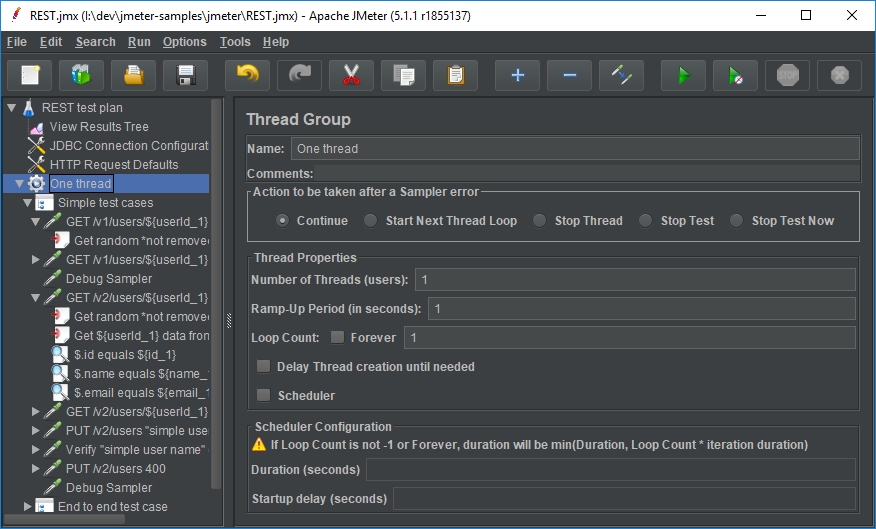 REST.jmx (I:\dev\jmeter-samples\jmeter\REST.jmx) - Apache JMeter (5.1.1 r1855137)
File Edit Search Run Options Tools Help
STOP
REST test plan
View Results Tree
JDBC Connection Configurat
HTTP Request Defaults
One thread
Simple test cases
GET /v1/users/${userId_1}
Get random *not removed
GET /v1/users/${userId_1}
Debug Sampler
GET /v2/users/${userId_1}
Get random *not removed
Get ${userId_1} data from
$.id equals ${id_1}
$.name equals ${name_1
$.email equals ${email_1
GET /v2/users/${userId_1}
PUT /v2/users "simple use
Verify "simple user name"
PUT /v2/users 400
Debug Sampler
End to end test case
Thread Group
Name: One thread
Comments:
Action to be taken after a Sampler error
Continue Start Next Thread Loop Stop Thread Stop Test Stop Test Now
Thread Properties
Number of Threads (users): 1
Ramp-Up Period (in seconds): 1
Loop Count: Forever 1
Delay Thread creation until needed
Scheduler
Scheduler Configuration
If Loop Count is not -1 or Forever, duration will be min(Duration, Loop Count * iteration duration)
Duration (seconds)
Startup delay (seconds)